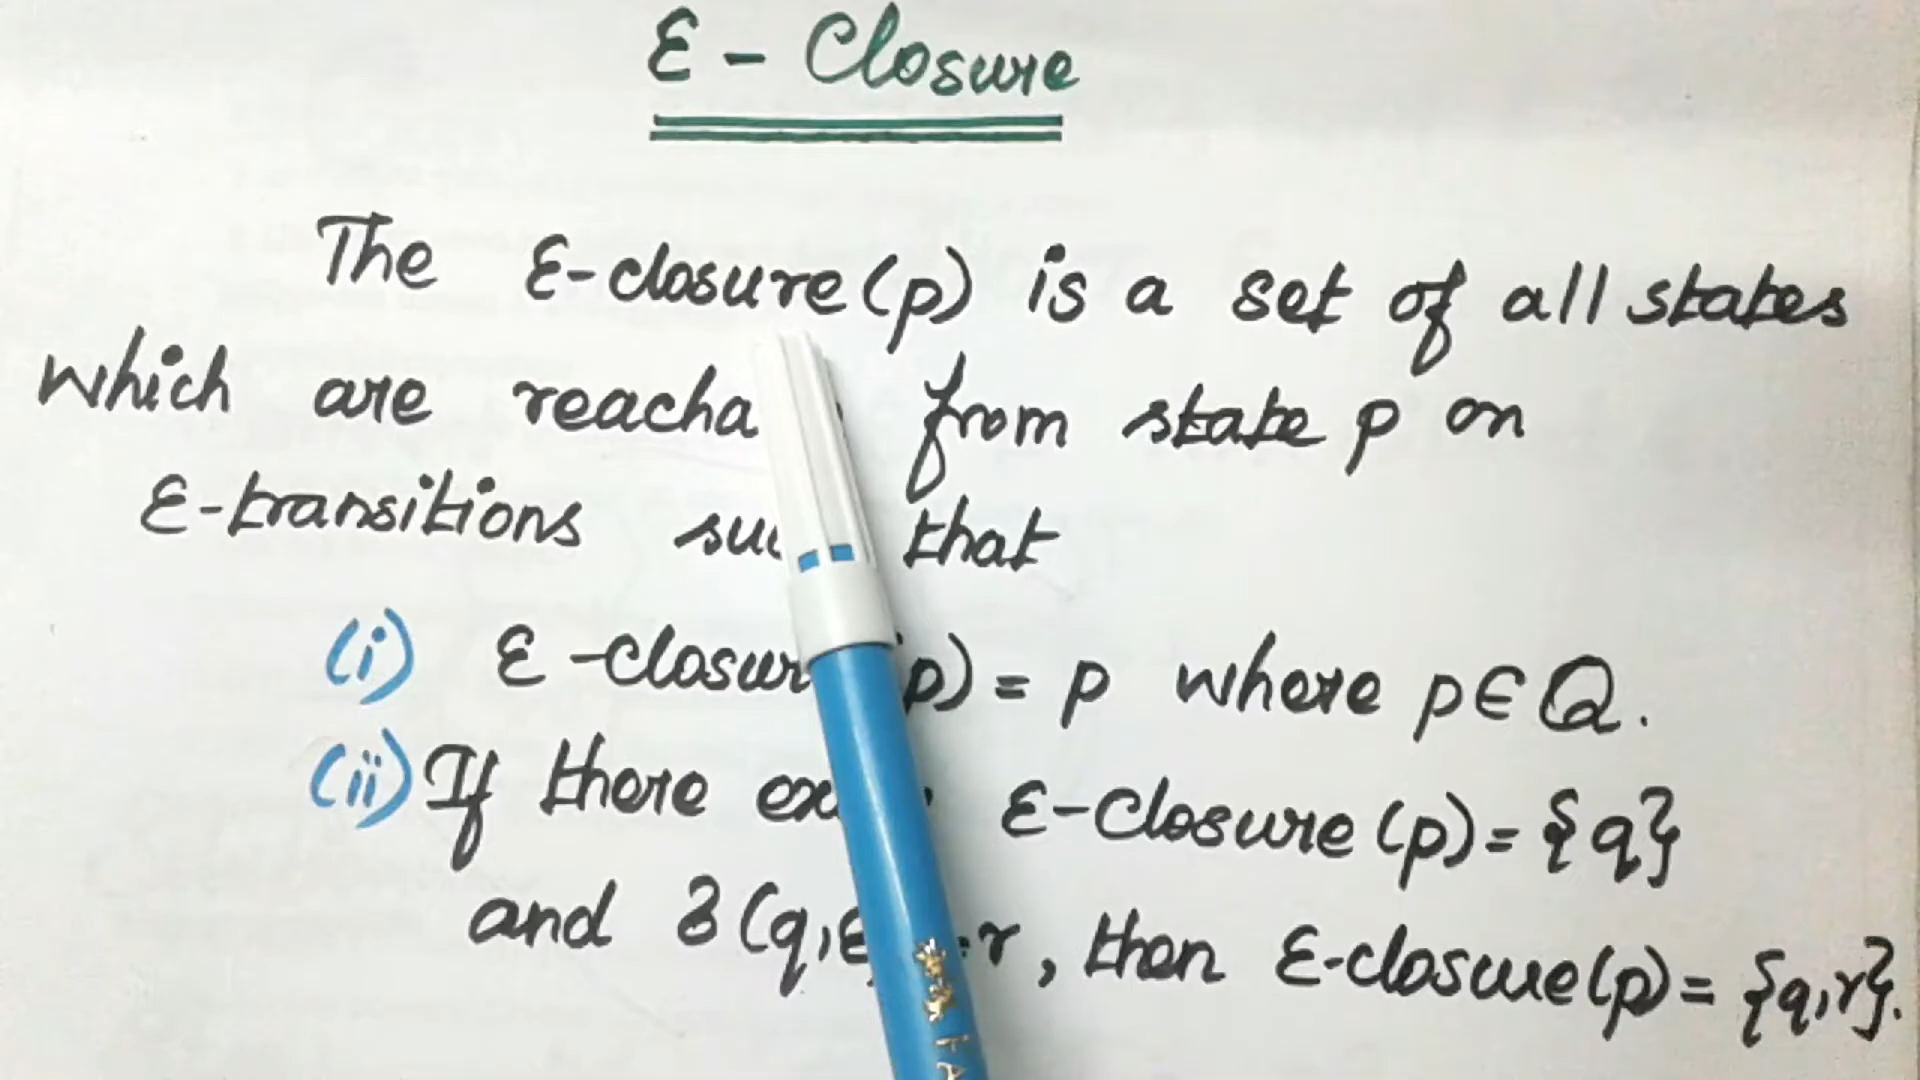 ε - Closure
The ε-closure(p) is a set of all states
which are reacha from state p on
ε-transitions su that
(i) ε-closur p) = p where p∈Q.
(ii) If there ex ε-Closure(p) = {q}
and δ(q,ε = r, then ε-closure(p) = {q,r}.